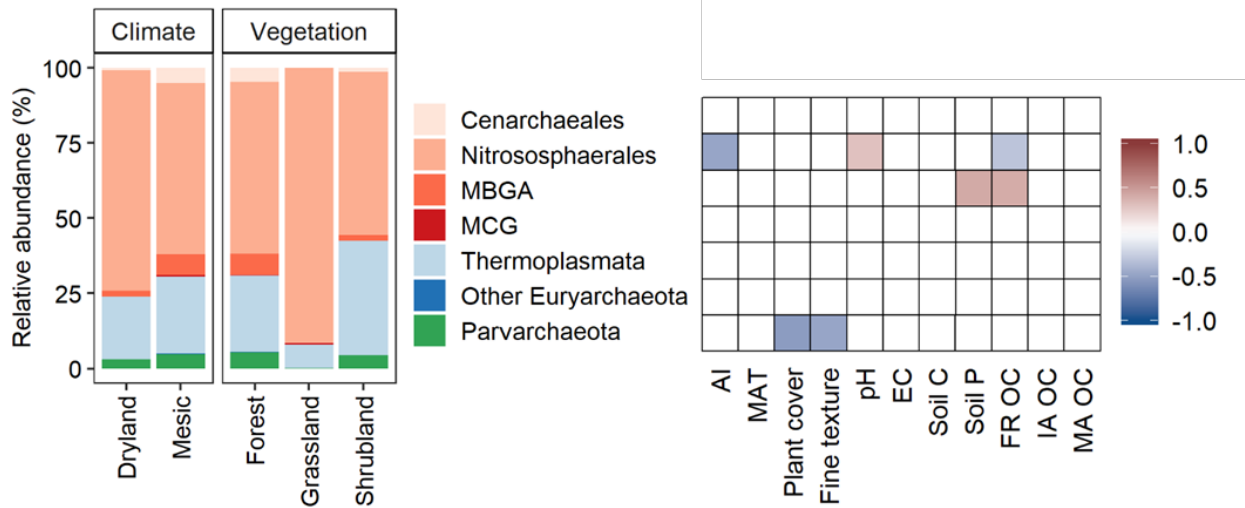 Climate
Vegetation
Relative abundance (%)
100
75
50
25
0
Dryland
Mesic
Forest
Grassland
Shrubland
Cenarchaeales
Nitrososphaerales
MBGA
MCG
Thermoplasmata
Other Euryarchaeota
Parvarchaeota
AI
MAT
Plant cover
Fine texture
pH
EC
Soil C
Soil P
FR OC
IA OC
MA OC
1.0
0.5
0.0
-0.5
-1.0